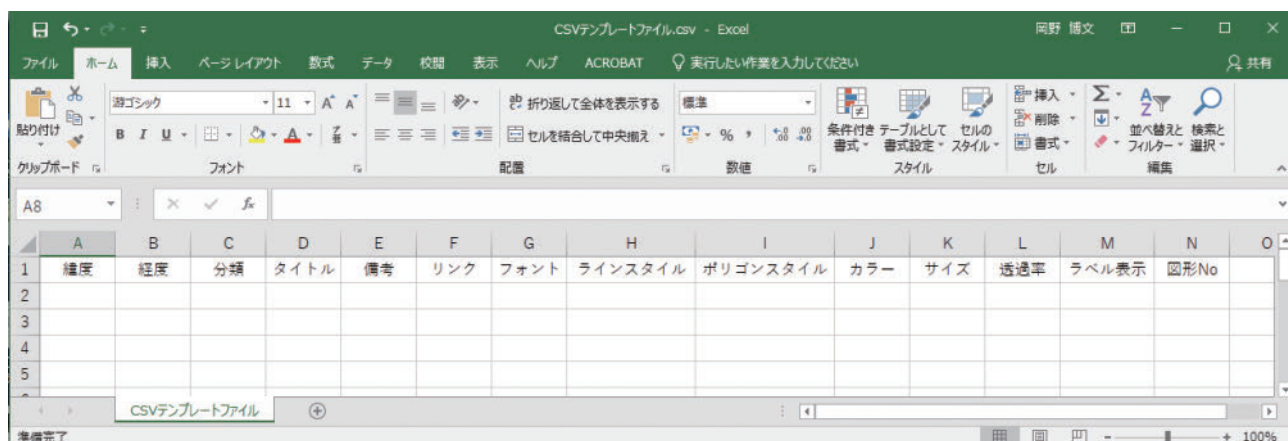 CSVテンプレートファイル.csv - Excel 岡野 博文
ファイル ホーム 挿入 ページ レイアウト 数式 データ 校閲 表示 ヘルプ ACROBAT 実行したい作業を入力してください 共有
游ゴシック 11 A A 折り返して全体を表示する 標準 挿入
貼り付け B I U A セルを結合して中央揃え % 条件付き書式 テーブルとして書式設定 セルのスタイル 削除 書式 並べ替えとフィルター 検索と選択
クリップボード フォント 配置 数値 スタイル セル 編集
A8 fx
A B C D E F G H I J K L M N O
1 緯度 経度 分類 タイトル 備考 リンク フォント ラインスタイル ポリゴンスタイル カラー サイズ 透過率 ラベル表示 図形No
2
3
4
5
CSVテンプレートファイル
準備完了 100%